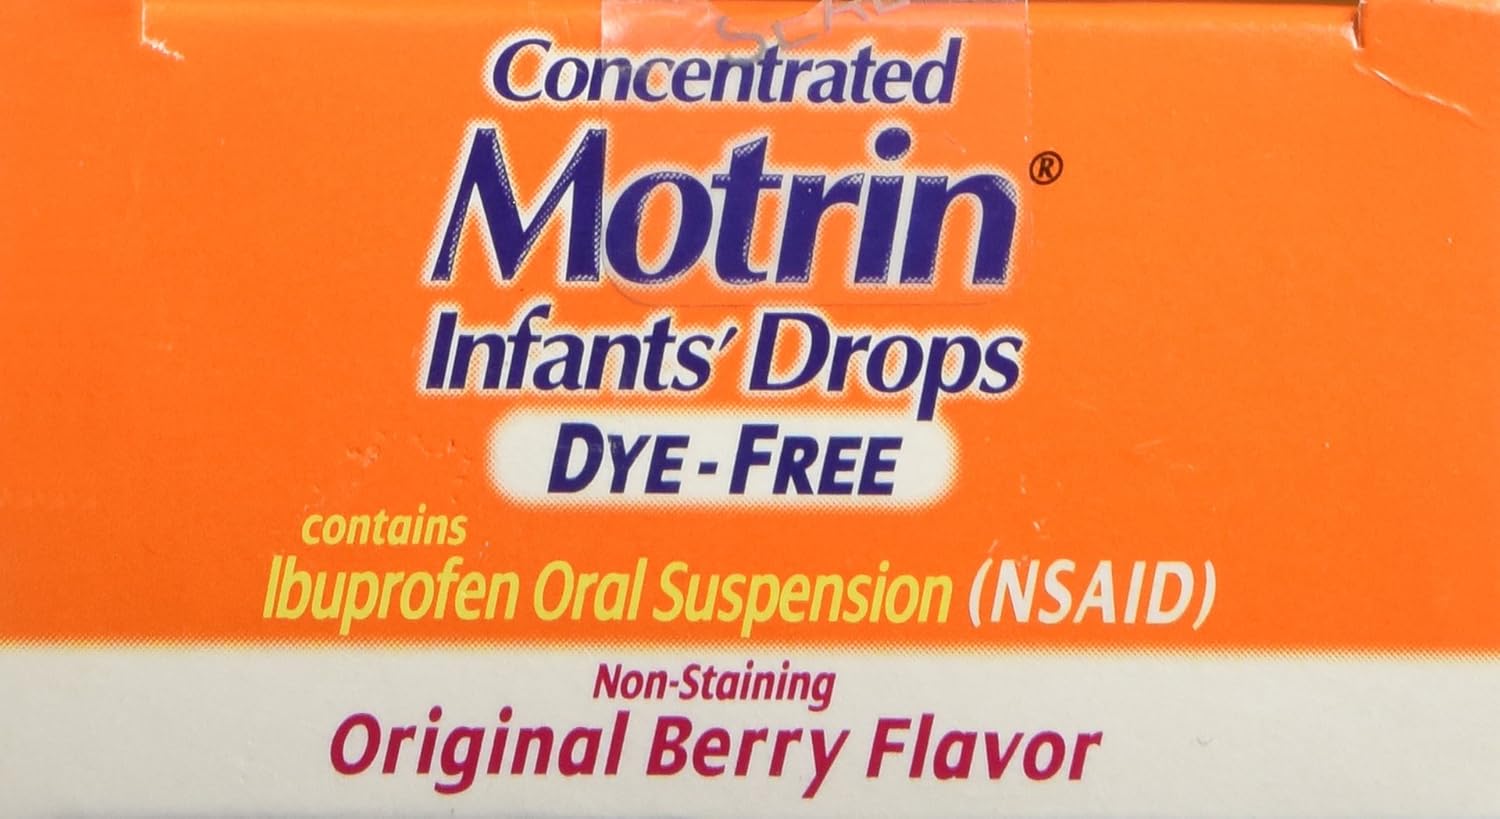 Concentrated
Motrin®
Infants' Drops
DYE-FREE
contains
Ibuprofen Oral Suspension (NSAID)
Non-Staining
Original Berry Flavor